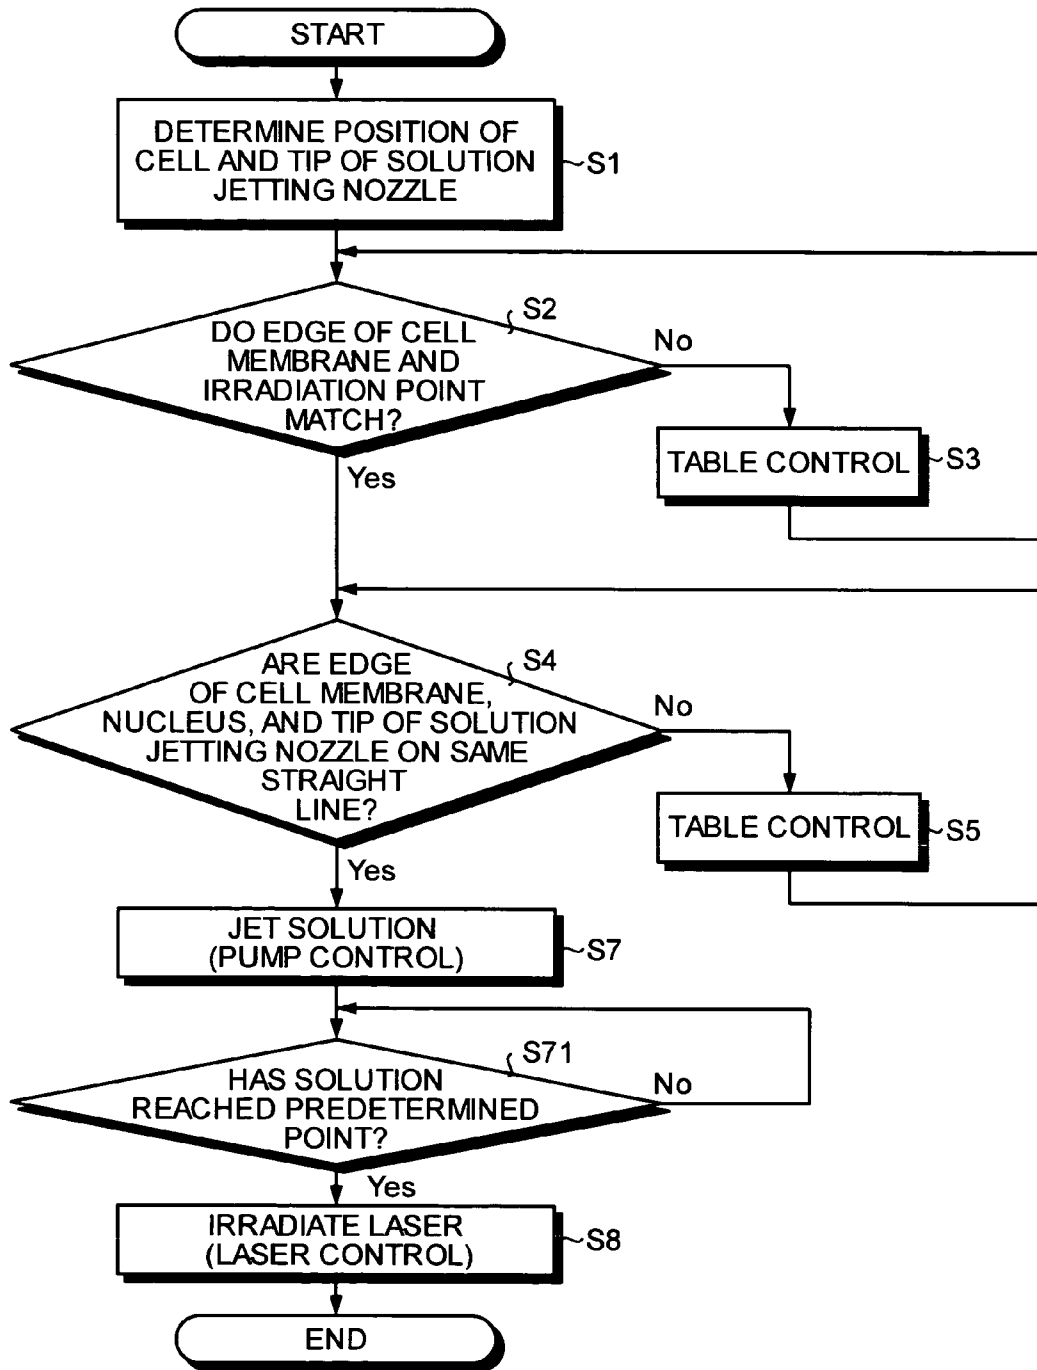 START
DETERMINE POSITION OF
CELL AND TIP OF SOLUTION
JETTING NOZZLE
S1
S2
DO EDGE OF CELL
MEMBRANE AND
IRRADIATION POINT
MATCH?
No
Yes
TABLE CONTROL
S3
S4
ARE EDGE
OF CELL MEMBRANE,
NUCLEUS, AND TIP OF SOLUTION
JETTING NOZZLE ON SAME
STRAIGHT
LINE?
No
Yes
TABLE CONTROL
S5
JET SOLUTION
(PUMP CONTROL)
S7
S71
HAS SOLUTION
REACHED PREDETERMINED
POINT?
No
Yes
IRRADIATE LASER
(LASER CONTROL)
S8
END